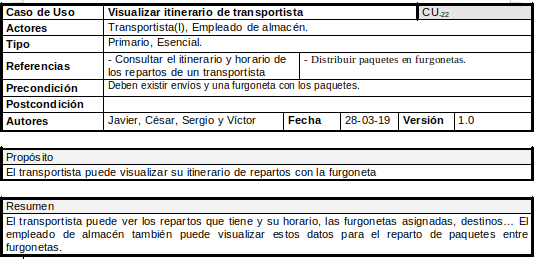 Caso de Uso Visualizar itinerario de transportista CU-22
Actores Transportista(I), Empleado de almacén.
Tipo Primario, Esencial.
Referencias - Consultar el itinerario y horario de los repartos de un transportista - Distribuir paquetes en furgonetas.
Precondición Deben existir envíos y una furgoneta con los paquetes.
Postcondición
Autores Javier, César, Sergio y Víctor Fecha 28-03-19 Versión 1.0
Propósito
El transportista puede visualizar su itinerario de repartos con la furgoneta
Resumen
El transportista puede ver los repartos que tiene y su horario, las furgonetas asignadas, destinos... El
empleado de almacén también puede visualizar estos datos para el reparto de paquetes entre
furgonetas.